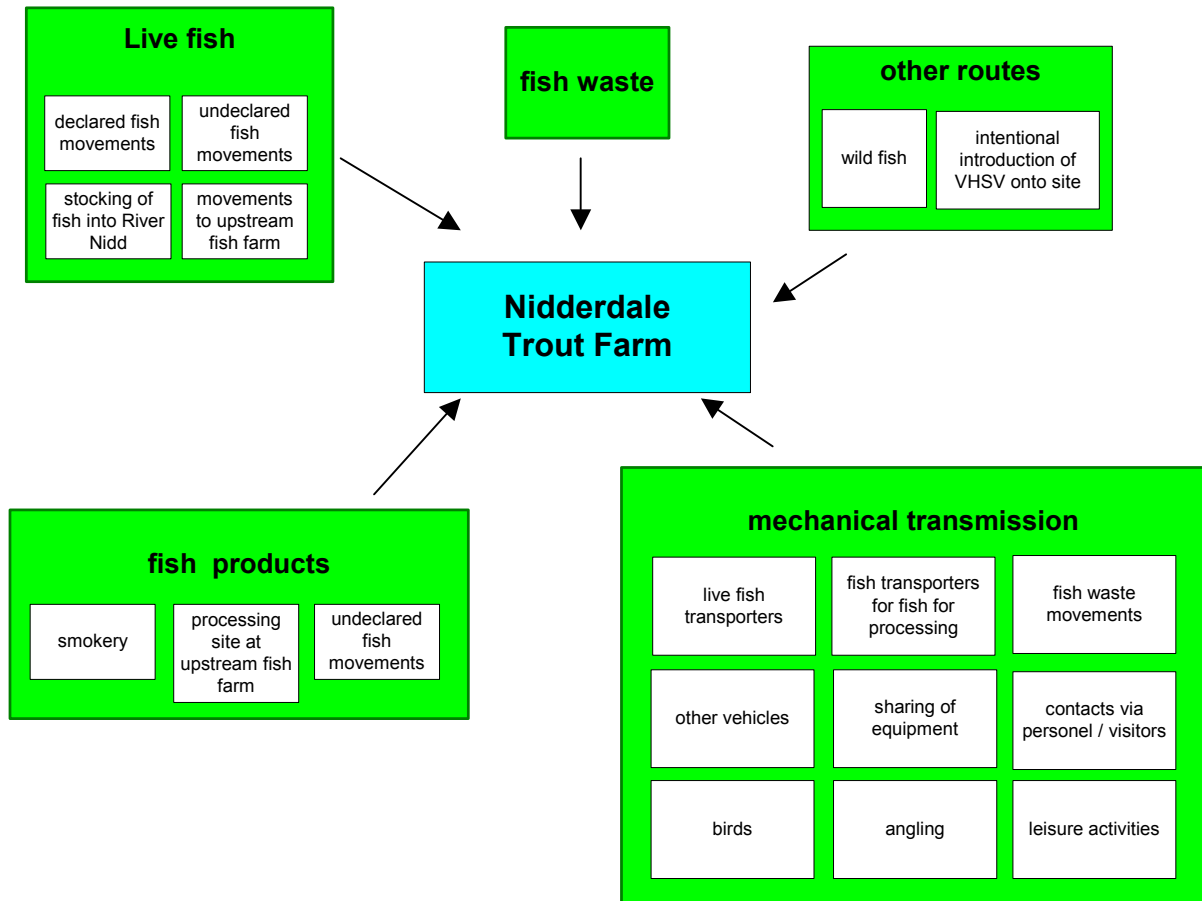 Live fish
declared fish
movements
undeclared
fish
movements
stocking of
fish into River
Nidd
movements
to upstream
fish farm
fish waste
other routes
wild fish
intentional
introduction of
VHSV onto site
Nidderdale
Trout Farm
fish products
smokery
processing
site at
upstream fish
farm
undeclared
fish
movements
mechanical transmission
live fish
transporters
fish transporters
for fish for
processing
fish waste
movements
other vehicles
sharing of
equipment
contacts via
personel / visitors
birds
angling
leisure activities